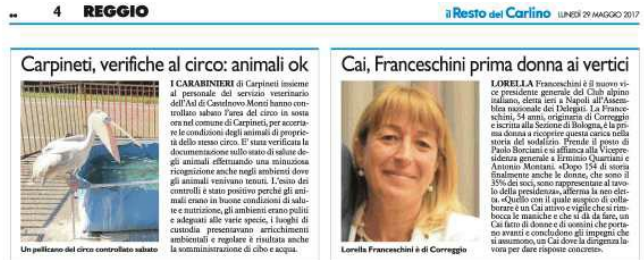 4 REGGIO
il Resto del Carlino LUNEDÌ 29 MAGGIO 2017
Carpineti, verifiche al circo: animali ok
I CARABINIERI di Carpineti insieme
al personale del servizio veterinario
dell'Asl di Castelnovo Monti hanno con-
trollato sabato l'area del circo in sosta
ora nel comune di Carpineti, per accerta-
re le condizioni degli animali di proprie-
tà dello stesso circo. E' stata verificata la
documentazione sullo stato di salute de-
gli animali effettuando una minuziosa
ricognizione anche negli ambienti dove
gli animali venivano tenuti. L'esito dei
controlli è stato positivo perché gli ani-
mali erano in buone condizioni di salu-
te e nutrizione, gli ambienti erano puliti
e adeguati alle varie specie, i luoghi di
custodia presentavano arricchimenti
ambientali e regolare è risultata anche
la somministrazione di cibo e acqua.
Un pellicano del circo controllato sabato
Cai, Franceschini prima donna ai vertici
LORELLA Franceschini è il nuovo vi-
ce presidente generale del Club alpino
italiano, eletta ieri a Napoli all'Assem-
blea nazionale dei Delegati. La France-
schini, 54 anni, originaria di Correggio
e iscritta alla Sezione di Bologna, è la pri-
ma donna a ricoprire questa carica nella
storia del sodalizio. Prende il posto di
Paolo Borciani e si affianca alla Vicepre-
sidenza generale a Erminio Quartiani e
Antonio Montani. «Dopo 154 di storia
finalmente anche le donne, che sono il
35% dei soci, sono rappresentate al tavo-
lo della presidenza», afferma la neo elet-
ta. «Quello con il quale auspico di colla-
borare è un Cai attivo e vigile che si rim-
bocca le maniche e che si dà da fare, un
Cai fatto di donne e di uomini che porta-
no avanti e concludono gli impegni che
si assumono, un Cai dove la dirigenza la-
vora per dare risposte concrete».
Lorella Franceschini è di Correggio